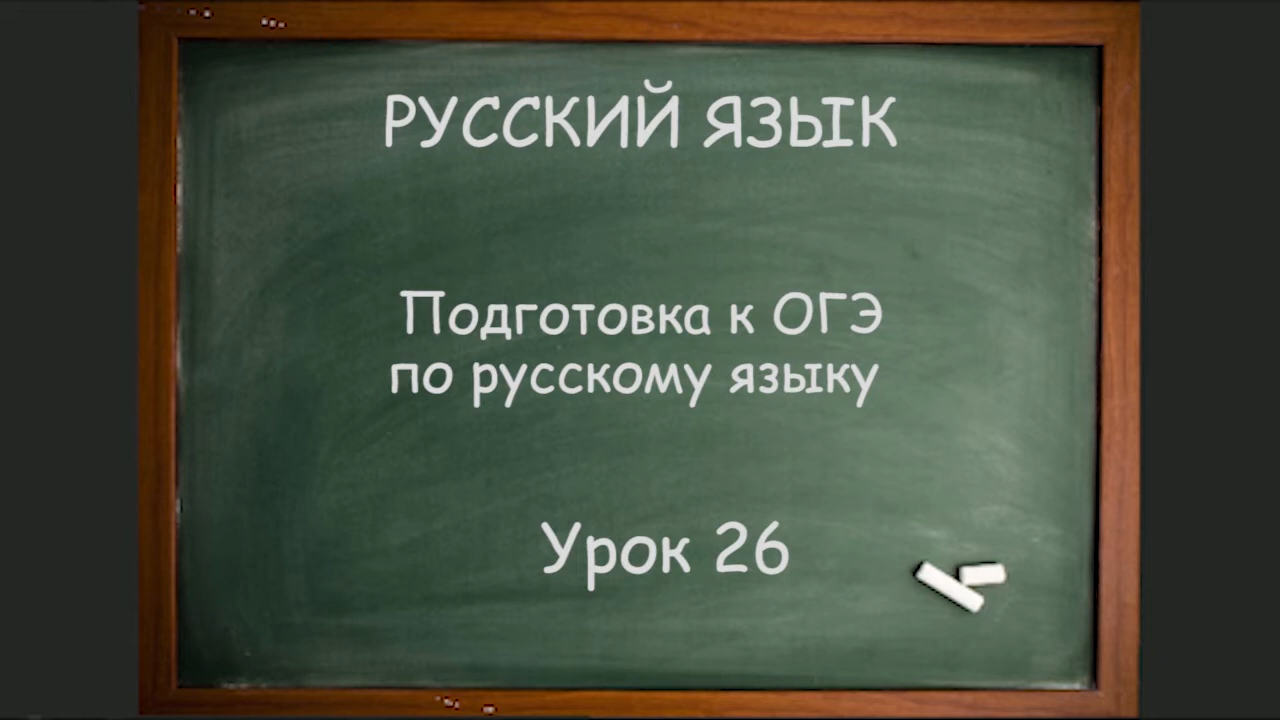 РУССКИЙ ЯЗЫК
Подготовка к ОГЭ
по русскому языку
Урок 26